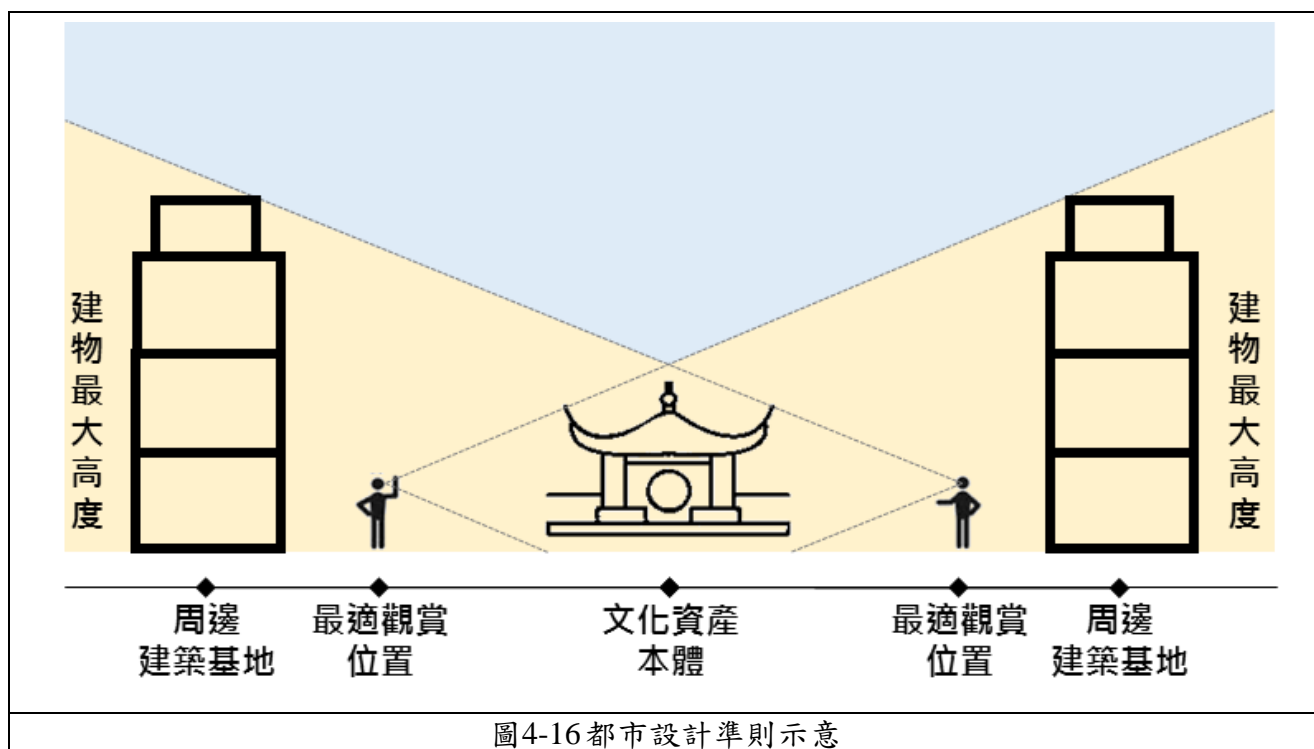 建物最大高度
建物最大高度
周邊
建築基地
最適觀賞
位置
文化資產
本體
最適觀賞
位置
周邊
建築基地
圖4-16都市設計準則示意